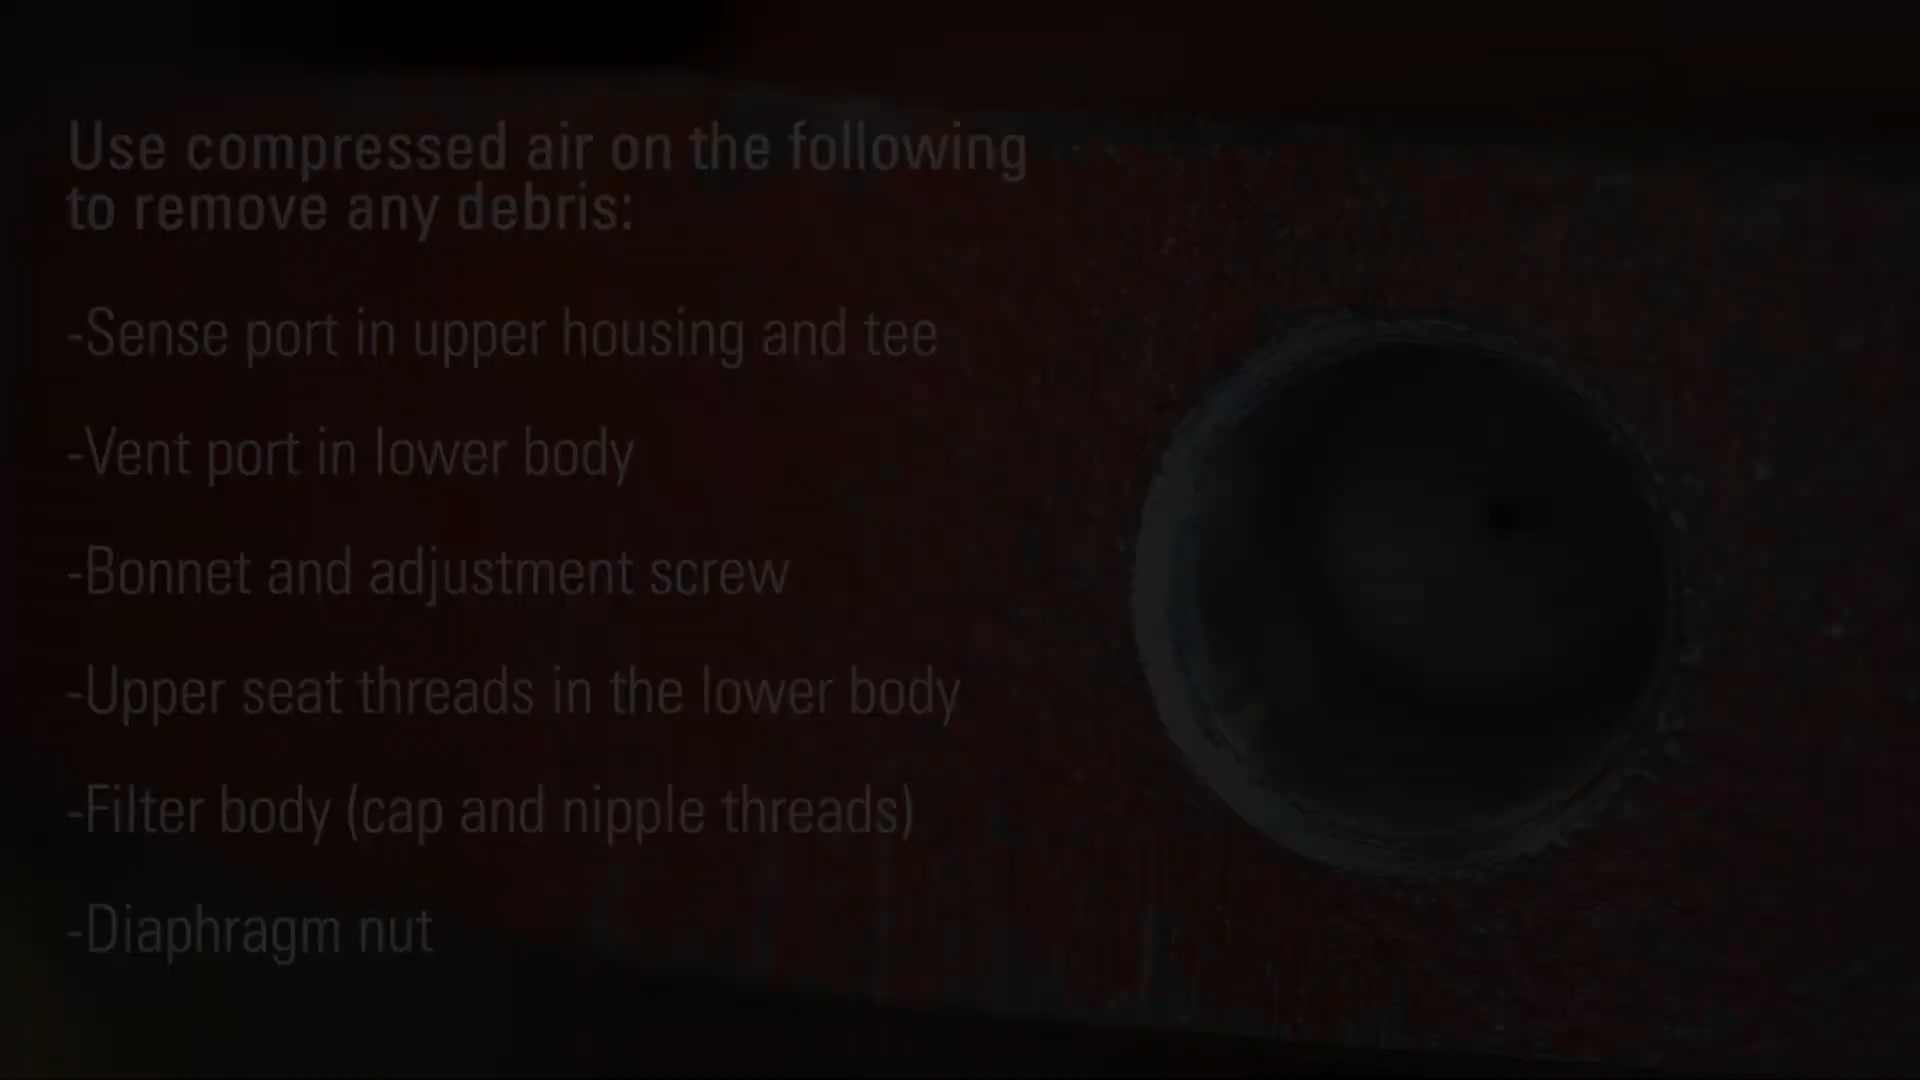 Use compressed air on the following
to remove any debris:
-Sense port in upper housing and tee
-Vent port in lower body
-Bonnet and adjustment screw
-Upper seat threads in the lower body
-Filter body (cap and nipple threads)
-Diaphragm nut